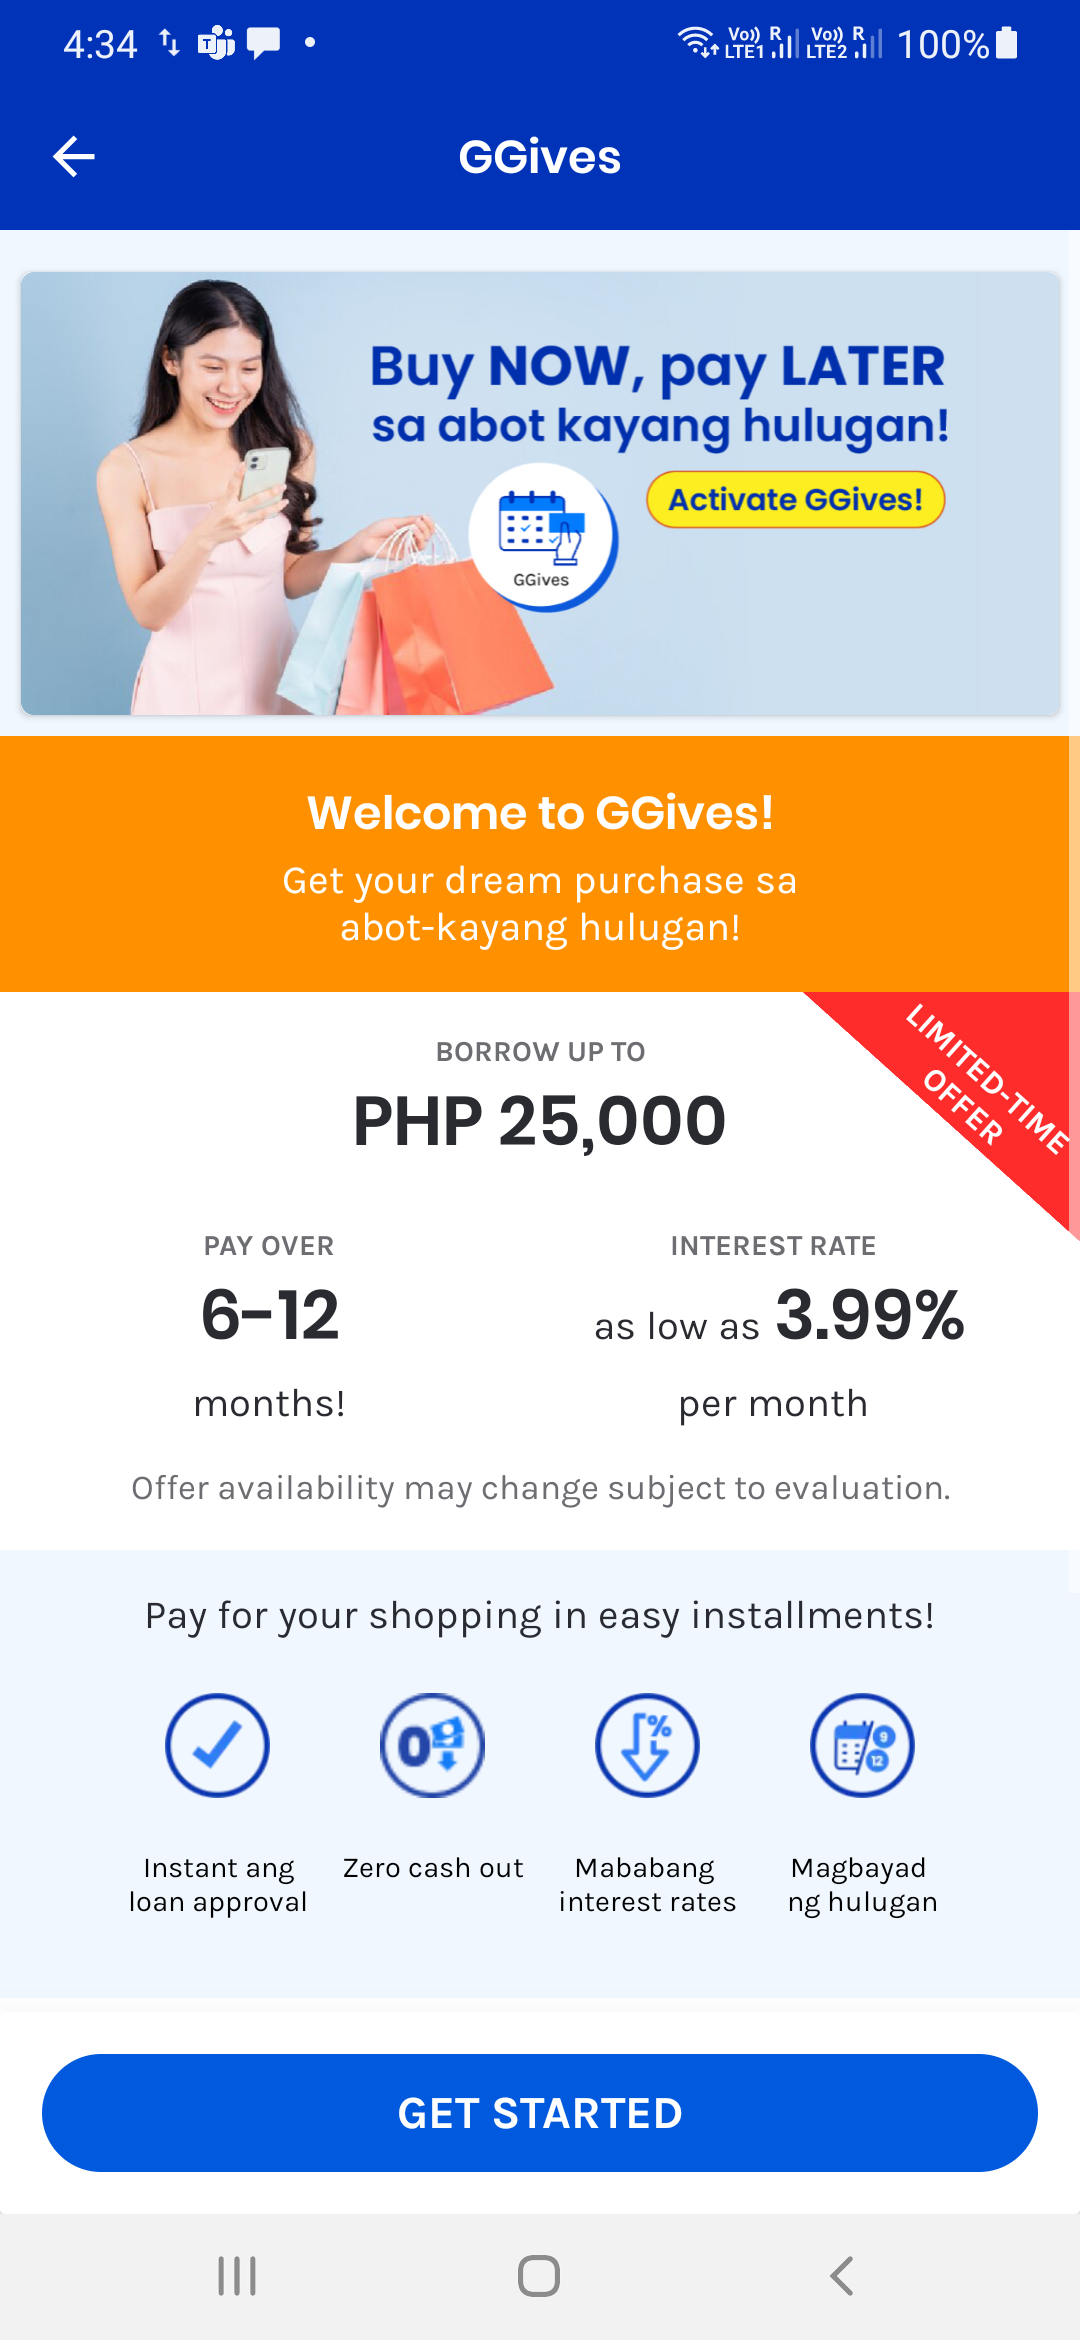 4:34
Vo)) R Vo)) R
LTE1 LTE2
100%
GGives
Buy NOW, pay LATER
sa abot kayang hulugan!
Activate GGives!
GGives
Welcome to GGives!
Get your dream purchase sa
abot-kayang hulugan!
LIMITED-TIME
OFFER
BORROW UP TO
PHP 25,000
PAY OVER
6-12
months!
INTEREST RATE
as low as 3.99%
per month
Offer availability may change subject to evaluation.
Pay for your shopping in easy installments!
T
0
%
9
12
Instant ang
loan approval
Zero cash out
Mababang
interest rates
Magbayad
ng hulugan
GET STARTED